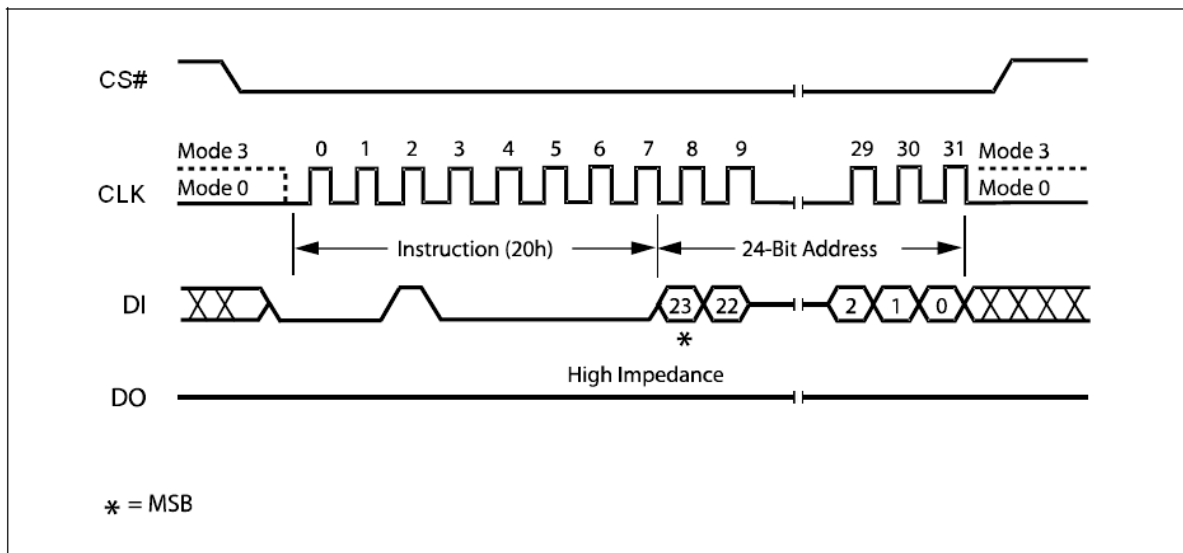 CS#
Mode 3 0 1 2 3 4 5 6 7 8 9 29 30 31 Mode 3
CLK Mode 0 Mode 0
Instruction (20h) 24-Bit Address
DI 23 22 2 1 0
*
High Impedance
DO
* = MSB